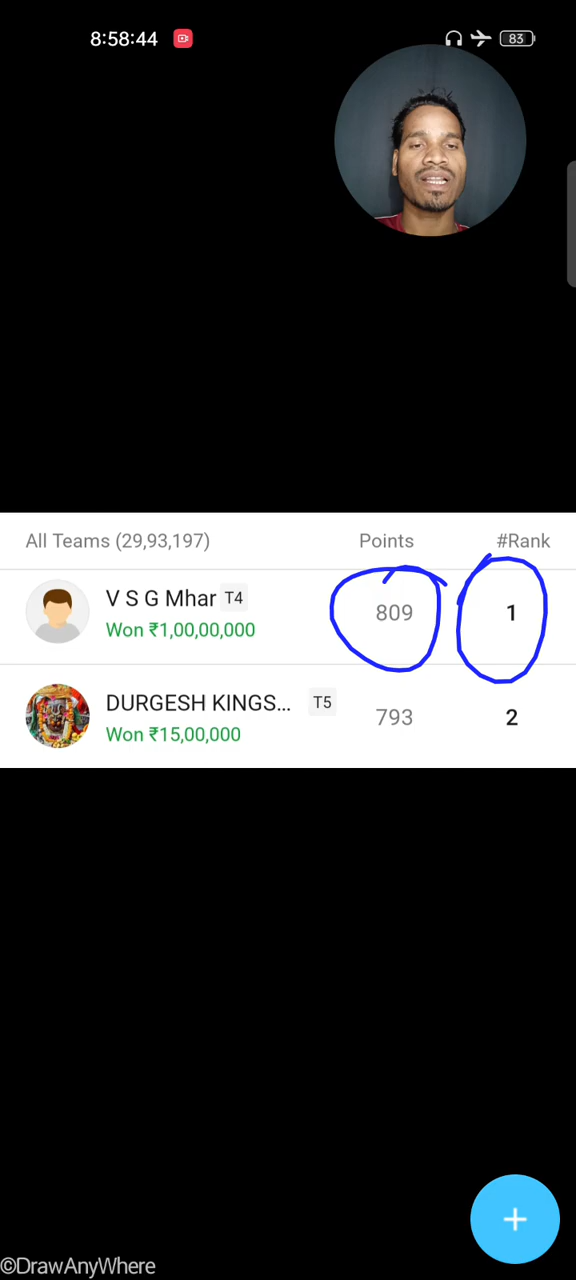 8:58:44
83
All Teams (29,93,197) Points #Rank
V S G Mhar T4 809 1
Won ₹1,00,00,000
DURGESH KINGS... T5 793 2
Won ₹15,00,000
+
©DrawAnyWhere